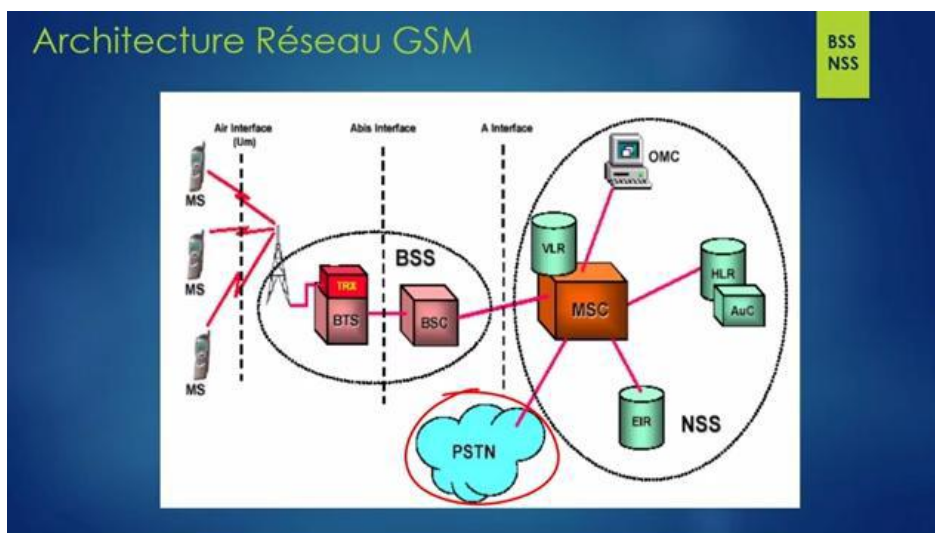 Architecture Réseau GSM
BSS
NSS
Air Interface
(Um)
Abis Interface
A Interface
MS
MS
MS
TRX
BTS
BSS
BSC
VLR
MSC
OMC
HLR
AuC
EIR
NSS
PSTN